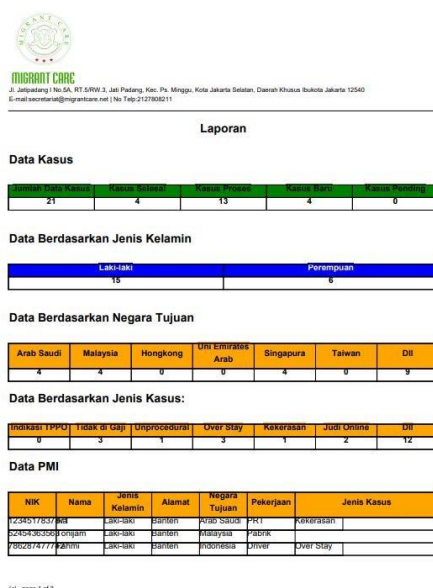 MIGRANT CARE
MIGRANT CARE
Jl. Jatipadang I No.5A, RT.5/RW.3, Jati Padang, Kec. Ps. Minggu, Kota Jakarta Selatan, Daerah Khusus Ibukota Jakarta 12540
E-mail:secretariat@migrantcare.net | No Telp:2127808211
Laporan
Data Kasus
Jumlah Data Kasus Kasus Selesai Kasus Proses Kasus Baru Kasus Pending
21 4 13 4 0
Data Berdasarkan Jenis Kelamin
Laki-laki Perempuan
15 6
Data Berdasarkan Negara Tujuan
Arab Saudi Malaysia Hongkong Uni Emirates Arab Singapura Taiwan Dll
4 4 0 0 4 0 9
Data Berdasarkan Jenis Kasus:
Indikasi TPPO Tidak di Gaji Unprocedural Over Stay Kekerasan Judi Online Dll
0 3 1 3 1 2 12
Data PMI
NIK Nama Jenis Kelamin Alamat Negara Tujuan Pekerjaan Jenis Kasus
Laki-laki Banten Arab Saudi PRT Kekerasan
Laki-laki Banten Malaysia Pabrik
Laki-laki Banten Indonesia Driver Over Stay
page 1 of 3